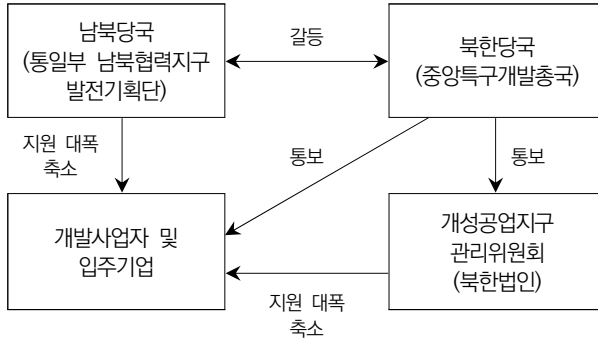 남북당국
(통일부 남북협력지구
발전기획단)
갈등
북한당국
(중앙특구개발총국)
지원 대폭
축소
통보
통보
개발사업자 및
입주기업
개성공업지구
관리위원회
(북한법인)
지원 대폭
축소